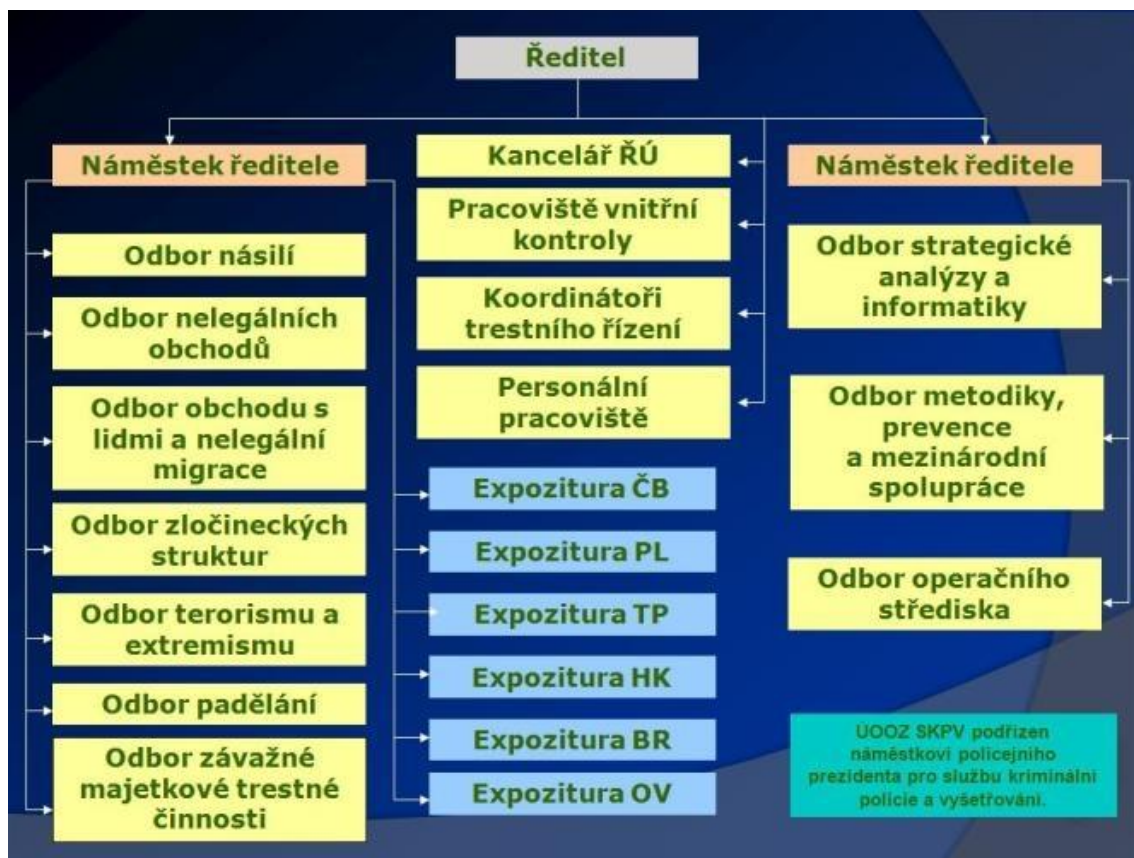 Ředitel
Náměstek ředitele
Odbor násilí
Odbor nelegálních
obchodů
Odbor obchodu s
lidmi a nelegální
migrace
Odbor zločineckých
struktur
Odbor terorismu a
extremismu
Odbor padělání
Odbor závažné
majetkové trestné
činnosti
Kancelář ŘÚ
Pracoviště vnitřní
kontroly
Koordinátoři
trestního řízení
Personální
pracoviště
Expozitura ČB
Expozitura PL
Expozitura TP
Expozitura HK
Expozitura BR
Expozitura OV
Náměstek ředitele
Odbor strategické
analýzy a
informatiky
Odbor metodiky,
prevence
a mezinárodní
spolupráce
Odbor operačního
střediska
ÚOOZ SKPV podřízen
náměstkovi policejního
prezidenta pro službu kriminální
policie a vyšetřování.